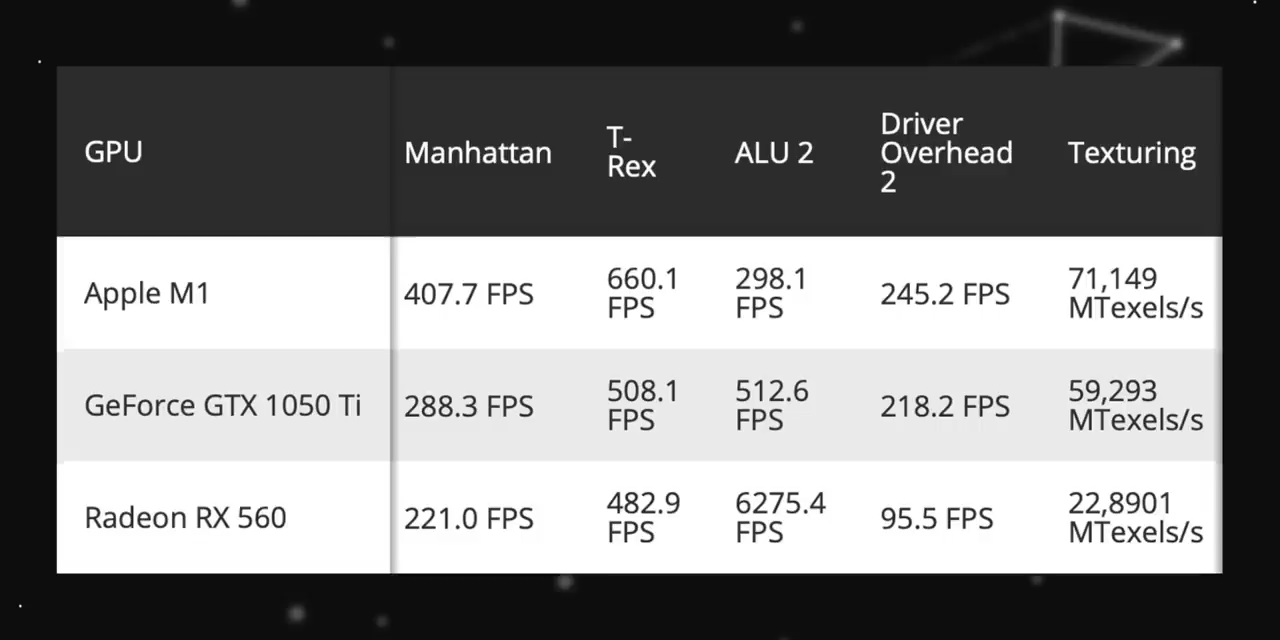 GPU
Manhattan
T-
Rex
ALU 2
Driver
Overhead
2
Texturing
Apple M1
407.7 FPS
660.1
FPS
298.1
FPS
245.2 FPS
71,149
MTexels/s
GeForce GTX 1050 Ti
288.3 FPS
508.1
FPS
512.6
FPS
218.2 FPS
59,293
MTexels/s
Radeon RX 560
221.0 FPS
482.9
FPS
6275.4
FPS
95.5 FPS
22,8901
MTexels/s